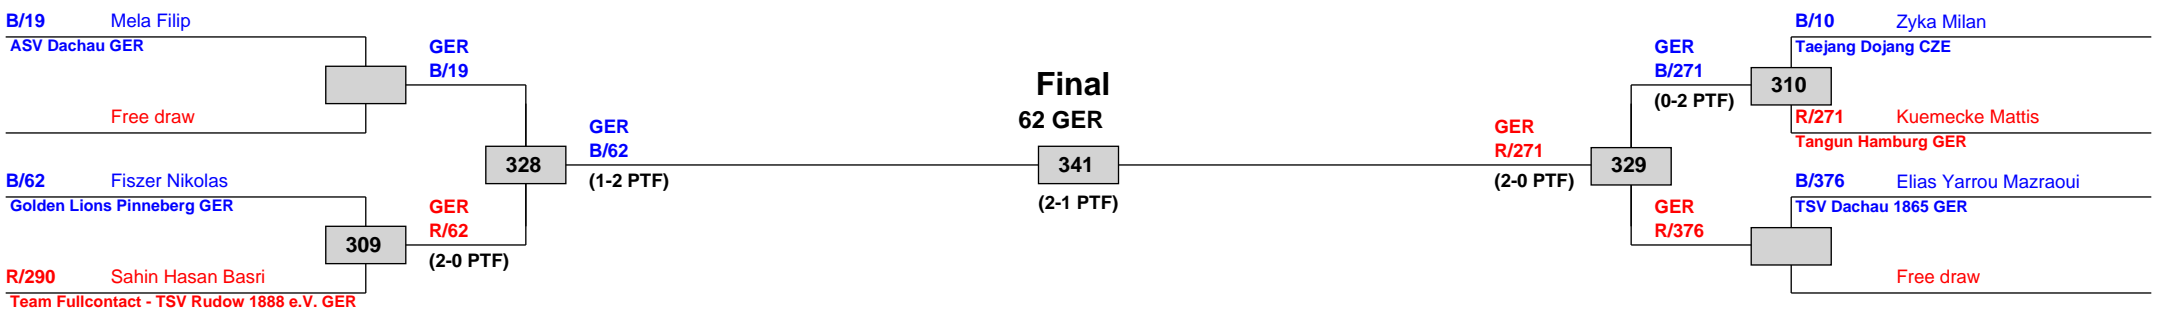 B/19 Mela Filip
ASV Dachau GER
Free draw
B/62 Fiszer Nikolas
Golden Lions Pinneberg GER
R/290 Sahin Hasan Basri
Team Fullcontact - TSV Rudow 1888 e.V. GER
309
GER
B/19
GER
R/62
(2-0 PTF)
328
GER
B/62
(1-2 PTF)
Final
62 GER
341
(2-1 PTF)
GER
R/271
(2-0 PTF)
329
GER
B/271
(0-2 PTF)
GER
R/376
310
B/10 Zyka Milan
Taejang Dojang CZE
R/271 Kuemecke Mattis
Tangun Hamburg GER
B/376 Elias Yarrou Mazraoui
TSV Dachau 1865 GER
Free draw